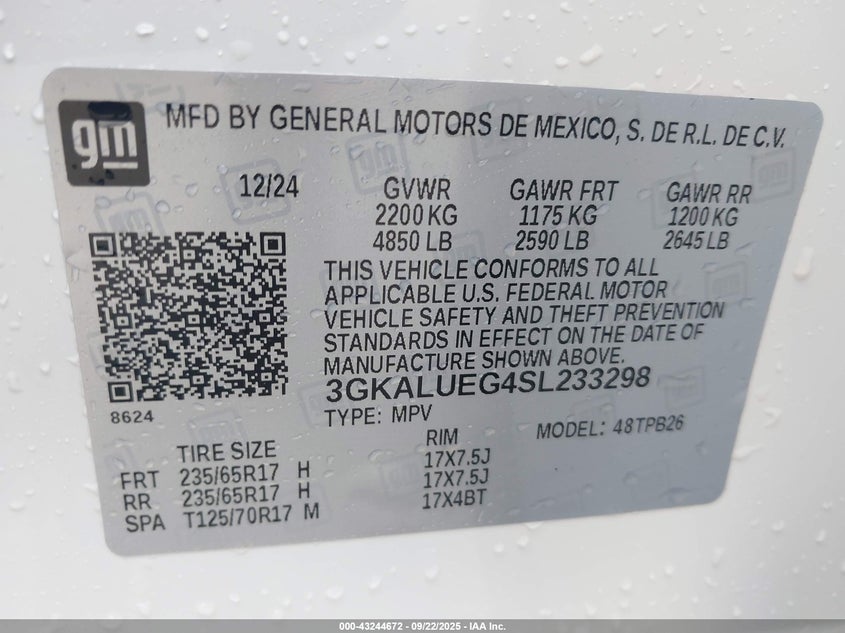 gm
MFD BY GENERAL MOTORS DE MEXICO, S. DE R.L. DE C.V.
12/24 GVWR GAWR FRT GAWR RR
2200 KG 1175 KG 1200 KG
4850 LB 2590 LB 2645 LB
THIS VEHICLE CONFORMS TO ALL
APPLICABLE U.S. FEDERAL MOTOR
VEHICLE SAFETY AND THEFT PREVENTION
STANDARDS IN EFFECT ON THE DATE OF
MANUFACTURE SHOWN ABOVE.
3GKALUEG4SL233298
8624
TYPE: MPV MODEL: 48TPB26
TIRE SIZE RIM
FRT 235/65R17 H 17X7.5J
RR 235/65R17 H 17X7.5J
SPA T125/70R17 M 17X4BT
000-43244672 - 09/22/2025 - IAA Inc.